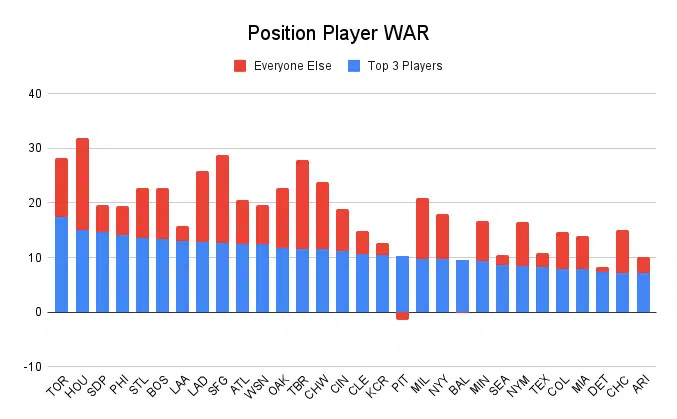 Position Player WAR
Everyone Else Top 3 Players
40
30
20
10
0
-10
TOR HOU SDP PHI STL BOS LAA LAD SFG ATL WSN OAK TBR CHW CIN CLE KCR PIT MIL NYY BAL MIN SEA NYM TEX COL MIA DET CHC ARI